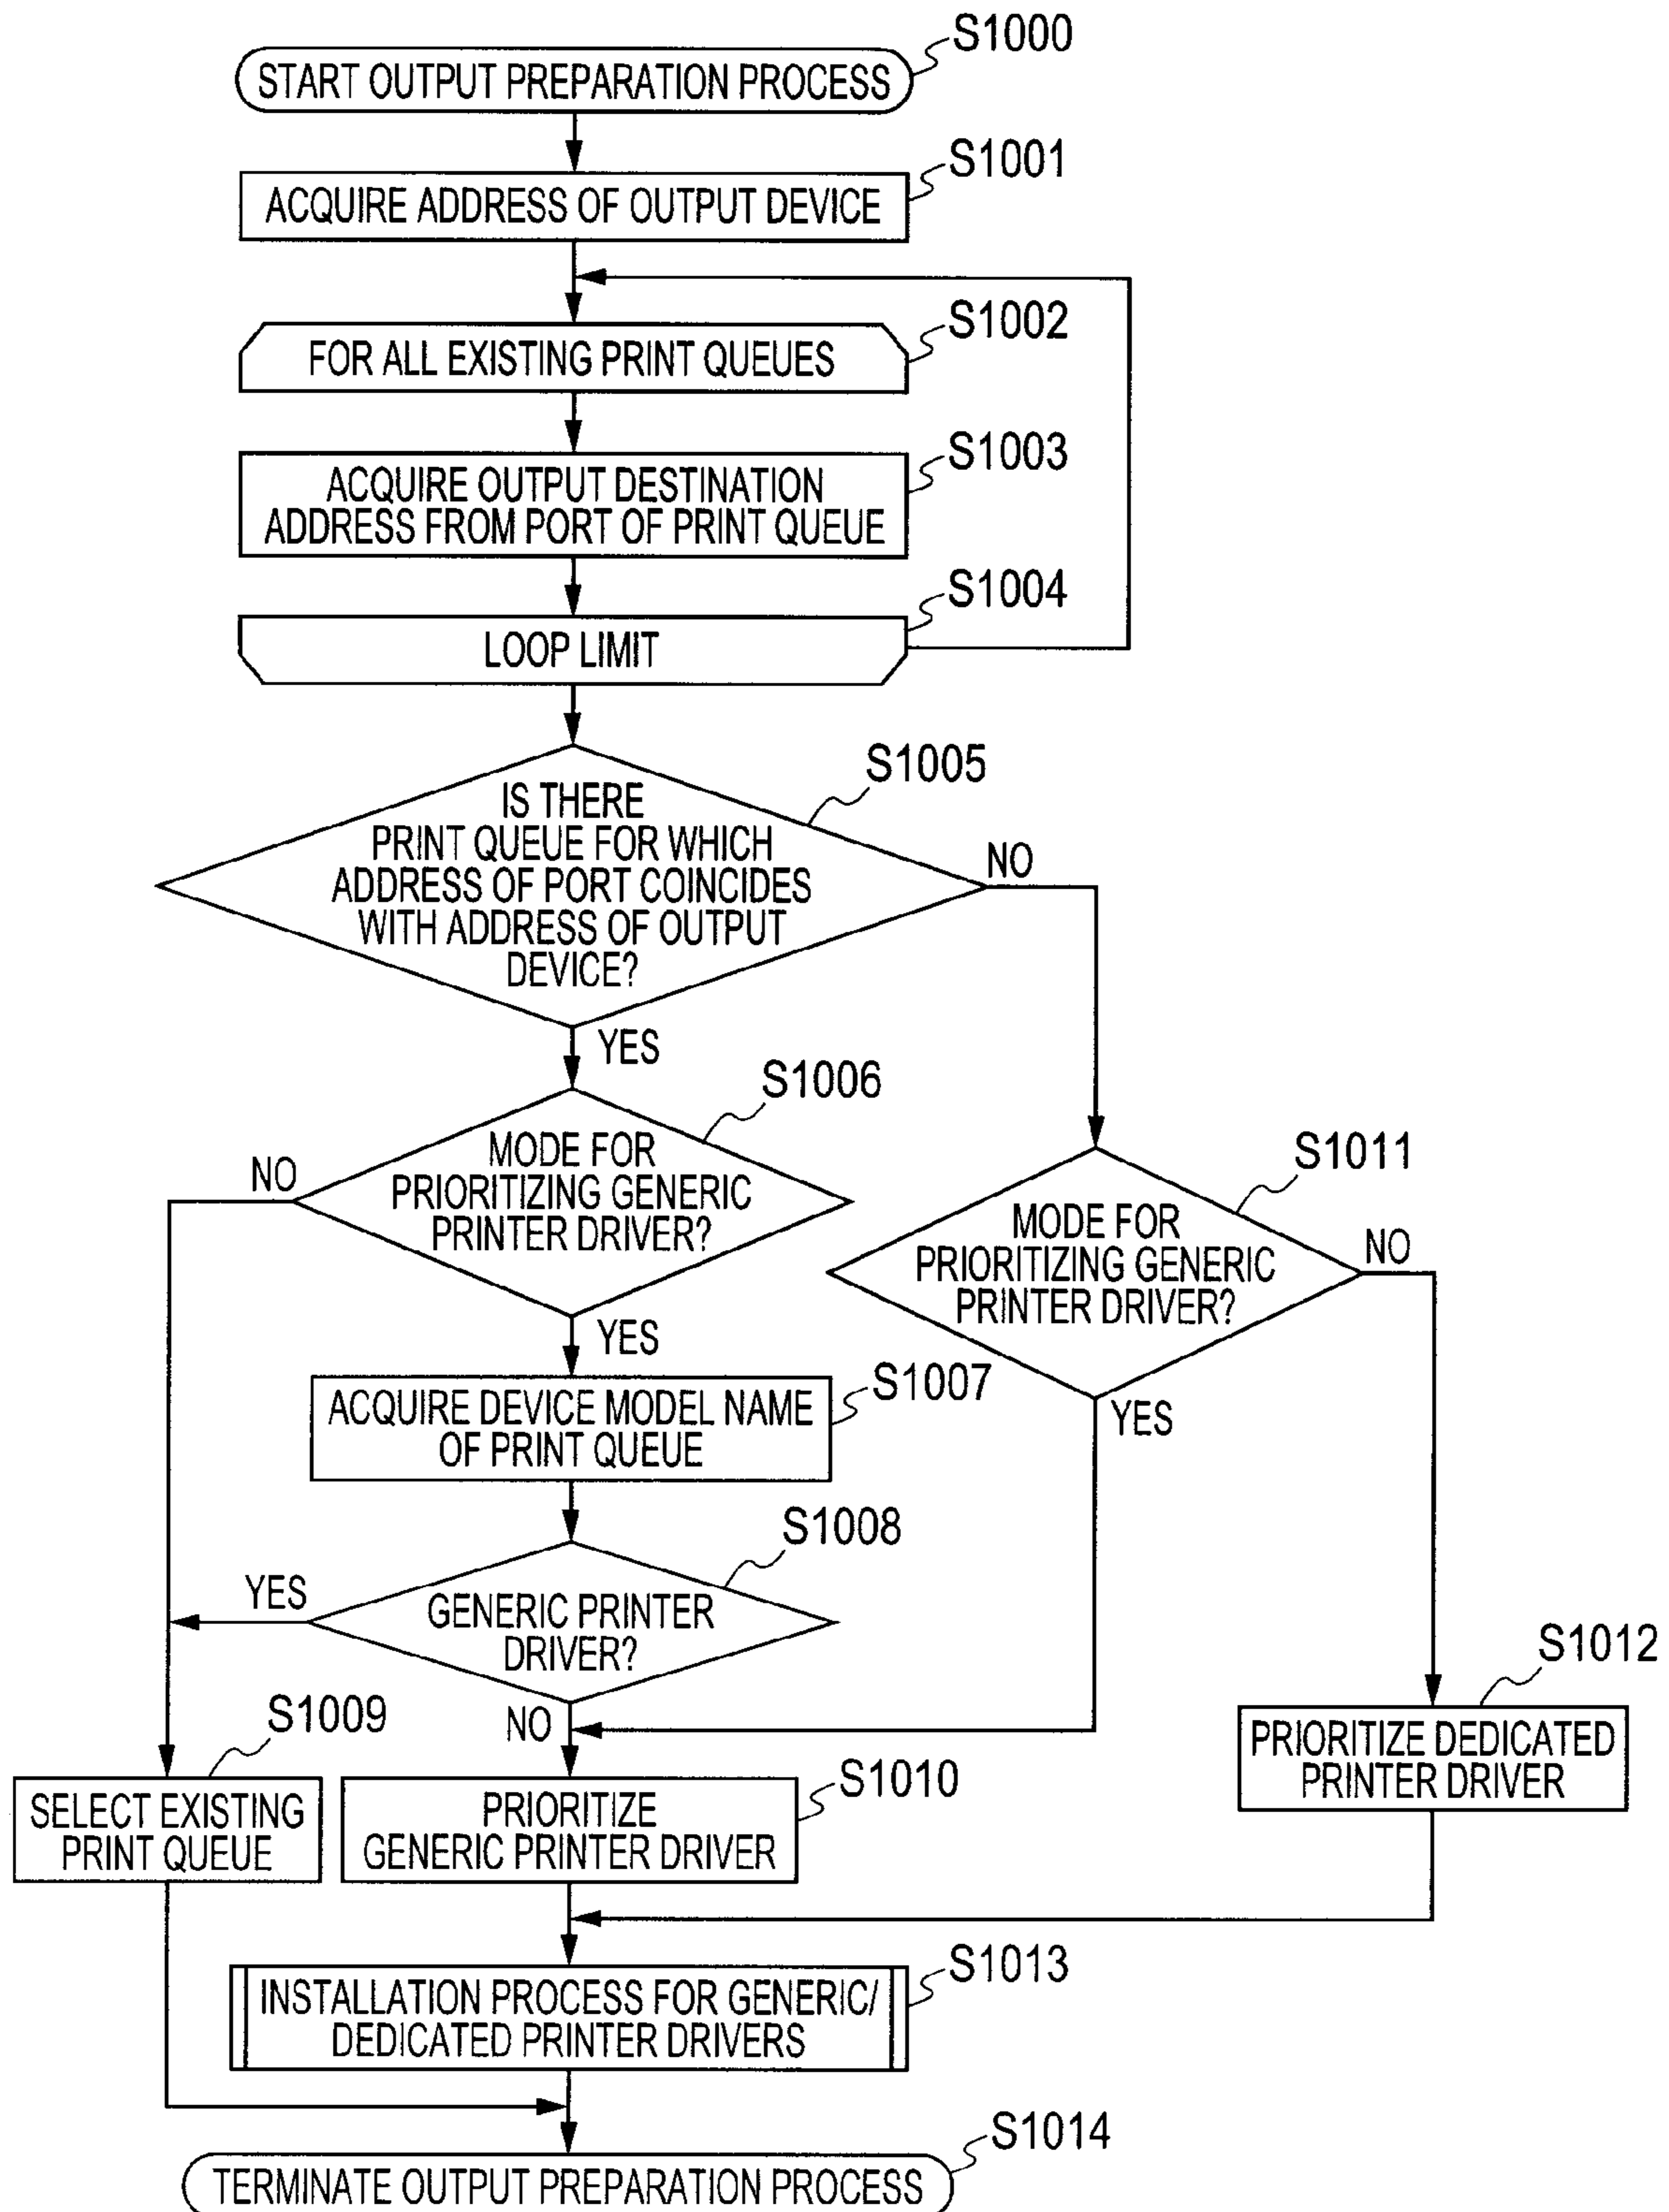 S1000
START OUTPUT PREPARATION PROCESS
S1001
ACQUIRE ADDRESS OF OUTPUT DEVICE
S1002
FOR ALL EXISTING PRINT QUEUES
S1003
ACQUIRE OUTPUT DESTINATION
ADDRESS FROM PORT OF PRINT QUEUE
S1004
LOOP LIMIT
S1005
IS THERE
PRINT QUEUE FOR WHICH
ADDRESS OF PORT COINCIDES
WITH ADDRESS OF OUTPUT
DEVICE?
NO
YES
S1006
MODE FOR
PRIORITIZING GENERIC
PRINTER DRIVER?
NO
YES
S1011
MODE FOR
PRIORITIZING GENERIC
PRINTER DRIVER?
NO
YES
S1007
ACQUIRE DEVICE MODEL NAME
OF PRINT QUEUE
S1008
GENERIC PRINTER
DRIVER?
YES
NO
S1012
PRIORITIZE DEDICATED
PRINTER DRIVER
S1009
SELECT EXISTING
PRINT QUEUE
S1010
PRIORITIZE
GENERIC PRINTER DRIVER
S1013
INSTALLATION PROCESS FOR GENERIC/
DEDICATED PRINTER DRIVERS
S1014
TERMINATE OUTPUT PREPARATION PROCESS